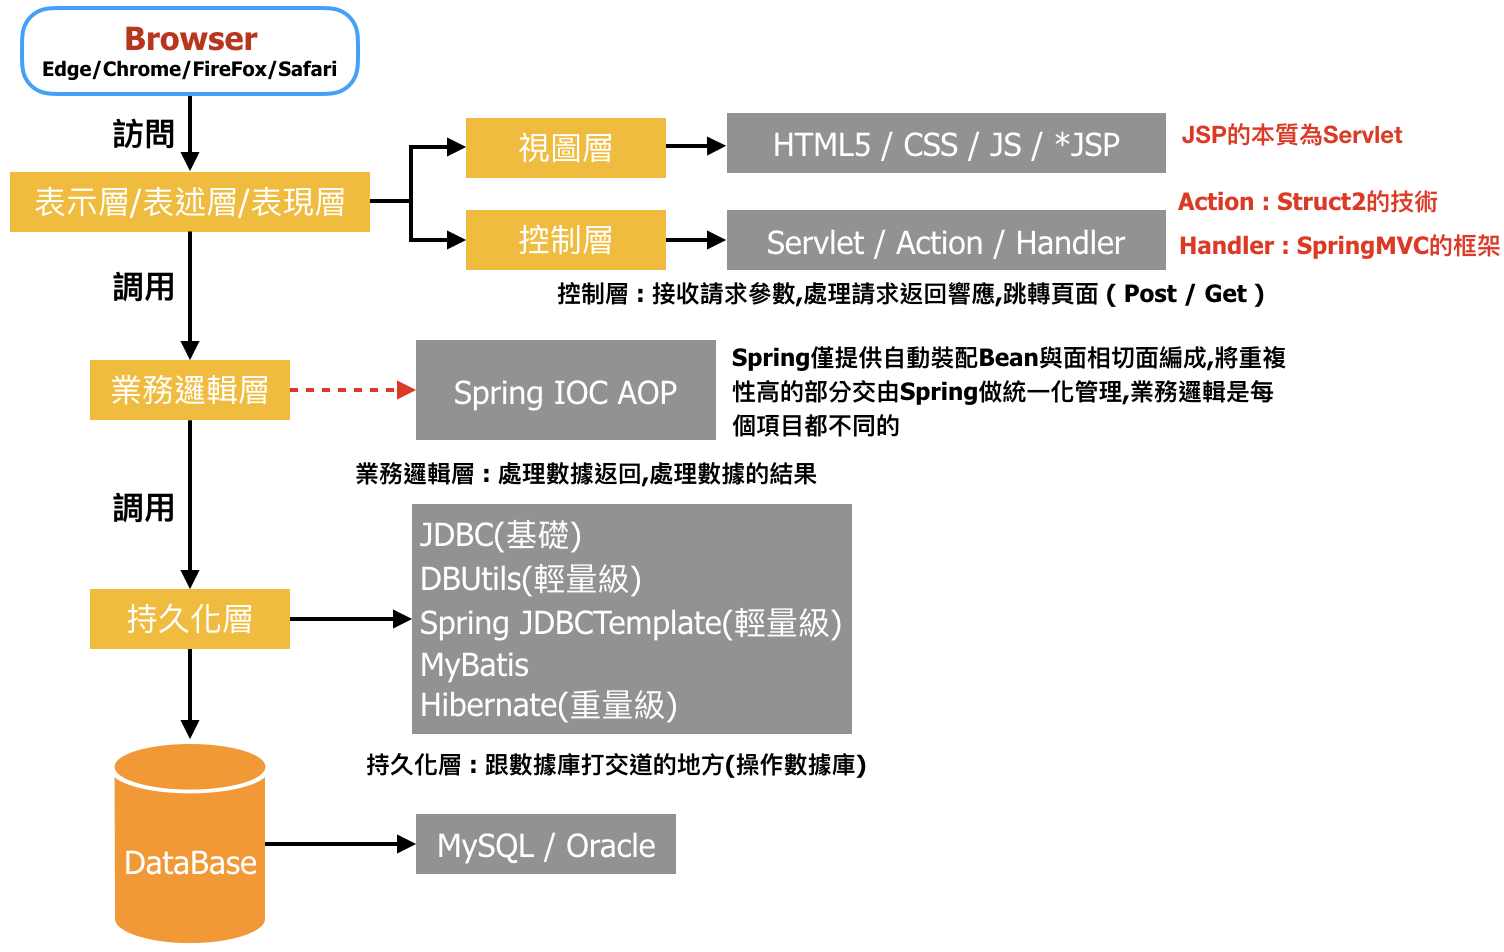 Browser
Edge/Chrome/FireFox/Safari
訪問
表示層/表述層/表現層
視圖層
HTML5 / CSS / JS / *JSP
JSP的本質為Servlet
控制層
Servlet / Action / Handler
Action : Struct2的技術
Handler : SpringMVC的框架
控制層 : 接收請求參數,處理請求返回響應,跳轉頁面 ( Post / Get )
調用
業務邏輯層
Spring IOC AOP
Spring僅提供自動裝配Bean與面相切面編成,將重複
性高的部分交由Spring做統一化管理,業務邏輯是每
個項目都不同的
業務邏輯層 : 處理數據返回,處理數據的結果
調用
持久化層
JDBC(基礎)
DBUtils(輕量級)
Spring JDBCTemplate(輕量級)
MyBatis
Hibernate(重量級)
持久化層 : 跟數據庫打交道的地方(操作數據庫)
DataBase
MySQL / Oracle